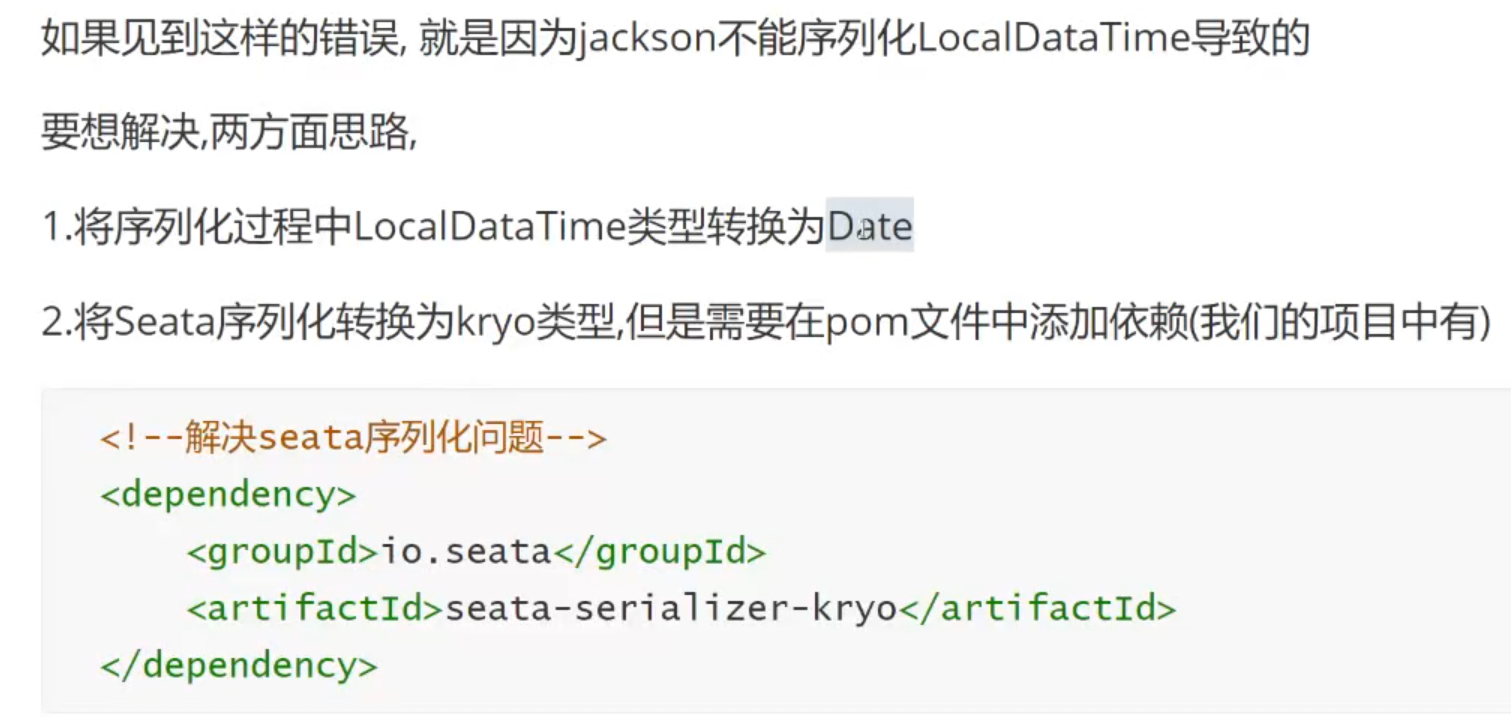 如果见到这样的错误, 就是因为jackson不能序列化LocalDataTime导致的
要想解决,两方面思路,
1.将序列化过程中LocalDataTime类型转换为Date
2.将Seata序列化转换为kryo类型,但是需要在pom文件中添加依赖(我们的项目中有)
<!--解决seata序列化问题-->
<dependency>
    <groupId>io.seata</groupId>
    <artifactId>seata-serializer-kryo</artifactId>
</dependency>